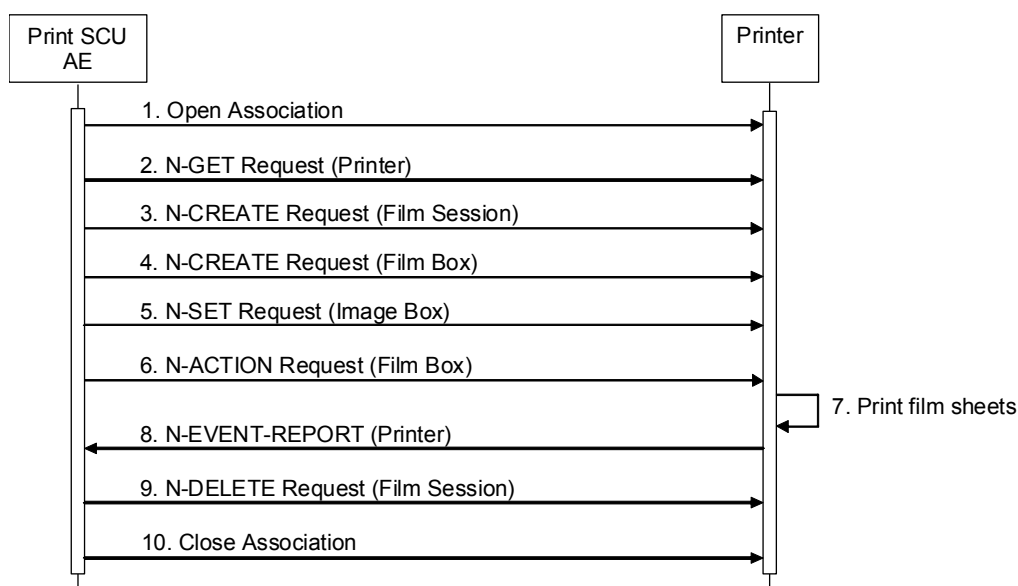 Print SCU
AE
Printer
1. Open Association
2. N-GET Request (Printer)
3. N-CREATE Request (Film Session)
4. N-CREATE Request (Film Box)
5. N-SET Request (Image Box)
6. N-ACTION Request (Film Box)
7. Print film sheets
8. N-EVENT-REPORT (Printer)
9. N-DELETE Request (Film Session)
10. Close Association